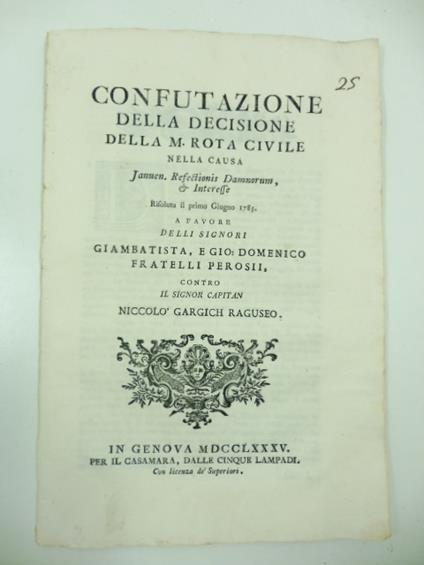 25
CONFUTAZIONE
DELLA DECISIONE
DELLA M. ROTA CIVILE
NELLA CAUSA
Januen. Refectionis Damnorum,
& Interesse
Risoluta il primo Giugno 1785.
A FAVORE
DELLI SIGNORI
GIAMBATISTA, E GIO: DOMENICO
FRATELLI PEROSII,
CONTRO
IL SIGNOR CAPITAN
NICCOLO' GARGICH RAGUSEO.
IN GENOVA MDCCLXXXV.
PER IL CASAMARA, DALLE CINQUE LAMPADI.
Con licenza de' Superiori.